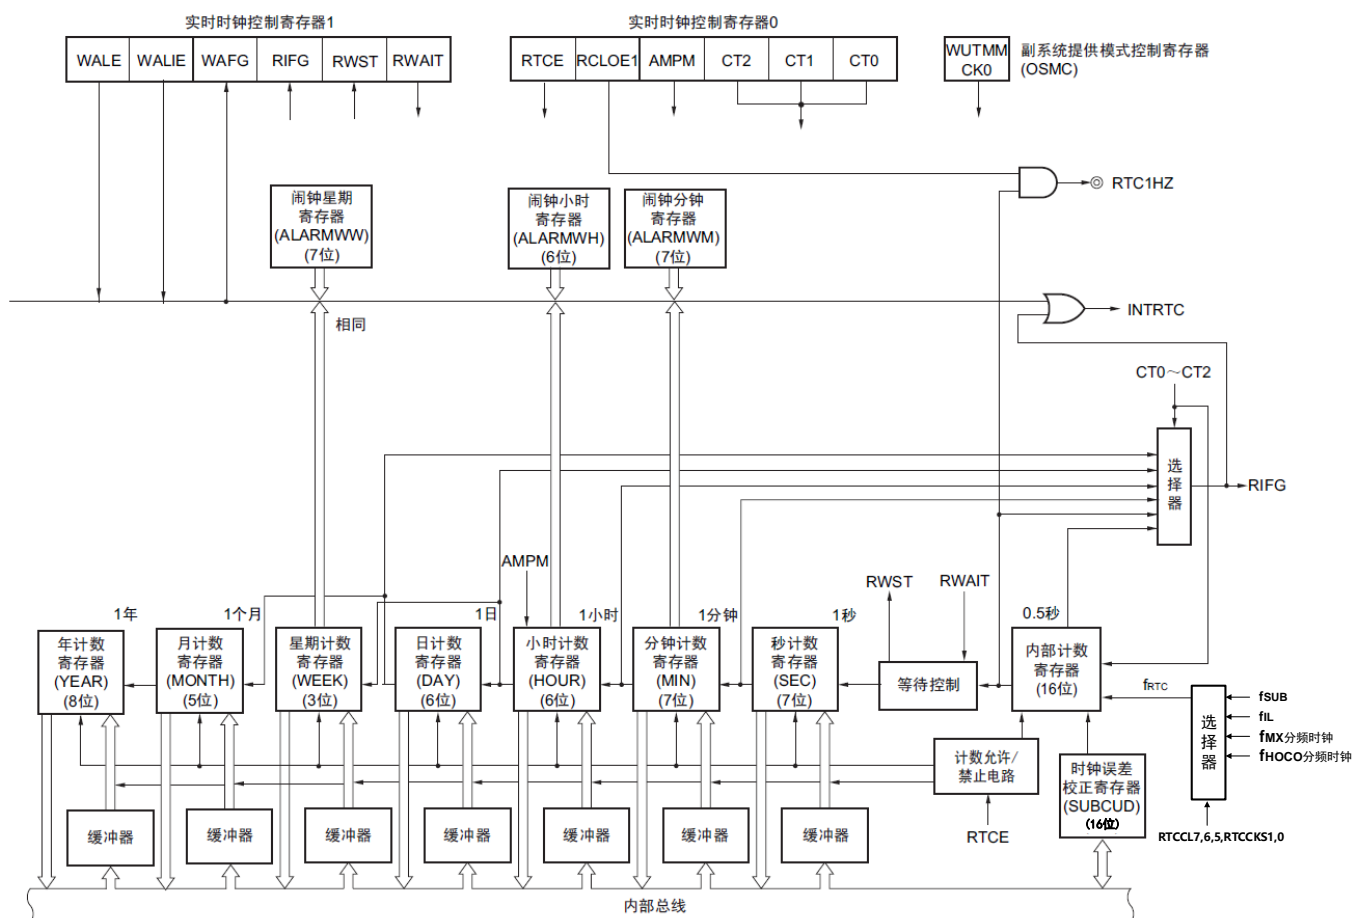 实时时钟控制寄存器1
实时时钟控制寄存器0
WALE
WALIE
WAFG
RIFG
RWST
RWAIT
RTCE
RCLOE1
AMPM
CT2
CT1
CT0
WUTMM
CK0
副系统提供模式控制寄存器
(OSMC)
RTC1HZ
闹钟星期
寄存器
(ALARMWW)
(7位)
闹钟小时
寄存器
(ALARMWH)
(6位)
闹钟分钟
寄存器
(ALARMWM)
(7位)
相同
INTRTC
CT0～CT2
选
择
器
RIFG
AMPM
RWST
RWAIT
1年
1个月
1日
1小时
1分钟
1秒
0.5秒
年计数
寄存器
(YEAR)
(8位)
月计数
寄存器
(MONTH)
(5位)
星期计数
寄存器
(WEEK)
(3位)
日计数
寄存器
(DAY)
(6位)
小时计数
寄存器
(HOUR)
(6位)
分钟计数
寄存器
(MIN)
(7位)
秒计数
寄存器
(SEC)
(7位)
等待控制
内部计数
寄存器
(16位)
fRTC
选
择
器
fSUB
fIL
fMX分频时钟
fHOCO分频时钟
计数允许/
禁止电路
时钟误差
校正寄存器
(SUBCUD)
(16位)
缓冲器
缓冲器
缓冲器
缓冲器
缓冲器
缓冲器
缓冲器
RTCE
RTCCL7,6,5,RTCCKS1,0
内部总线